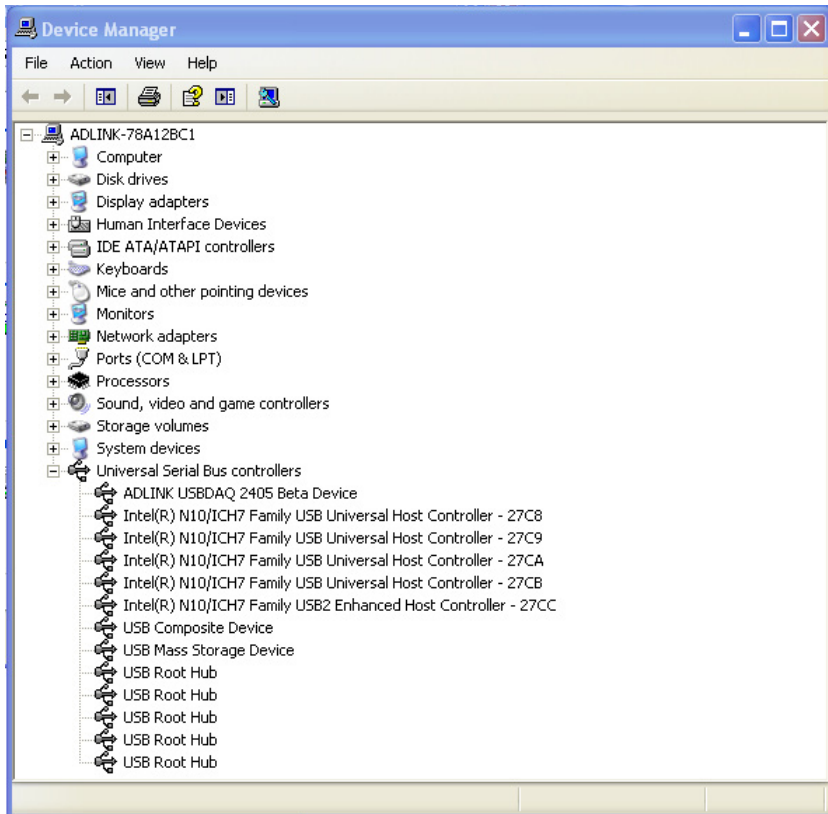 Device Manager
File Action View Help
ADLINK-78A12BC1
Computer
Disk drives
Display adapters
Human Interface Devices
IDE ATA/ATAPI controllers
Keyboards
Mice and other pointing devices
Monitors
Network adapters
Ports (COM & LPT)
Processors
Sound, video and game controllers
Storage volumes
System devices
Universal Serial Bus controllers
ADLINK USBDAQ 2405 Beta Device
Intel(R) N10/ICH7 Family USB Universal Host Controller - 27C8
Intel(R) N10/ICH7 Family USB Universal Host Controller - 27C9
Intel(R) N10/ICH7 Family USB Universal Host Controller - 27CA
Intel(R) N10/ICH7 Family USB Universal Host Controller - 27CB
Intel(R) N10/ICH7 Family USB2 Enhanced Host Controller - 27CC
USB Composite Device
USB Mass Storage Device
USB Root Hub
USB Root Hub
USB Root Hub
USB Root Hub
USB Root Hub